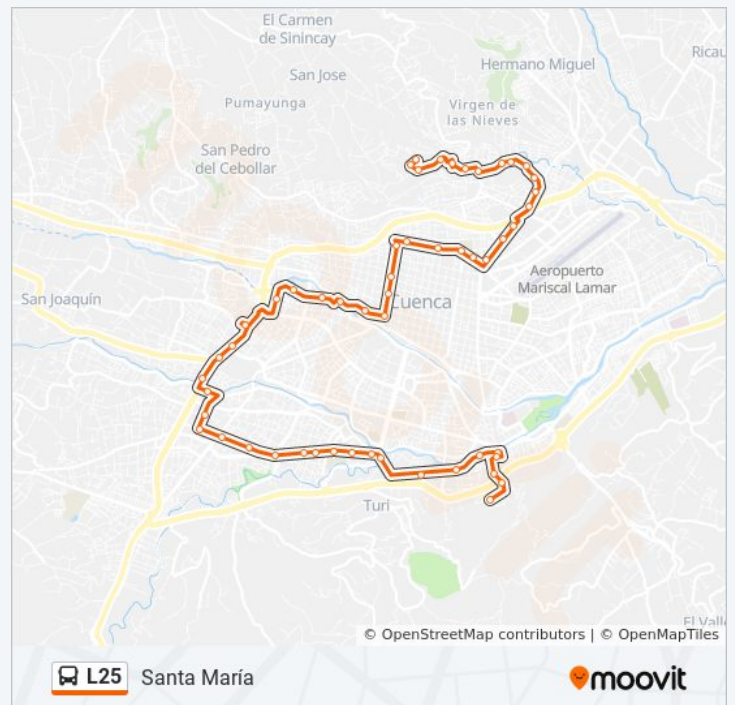 El Carmen
de Sinincay
Ricau
Hermano Miguel
San Jose
Pumayunga
Virgen de
las Nieves
San Pedro
del Cebollar
Aeropuerto
Mariscal Lamar
San Joaquín
Cuenca
Turi
El Valle
© OpenStreetMap contributors | © OpenMapTiles
L25 Santa María
moovit